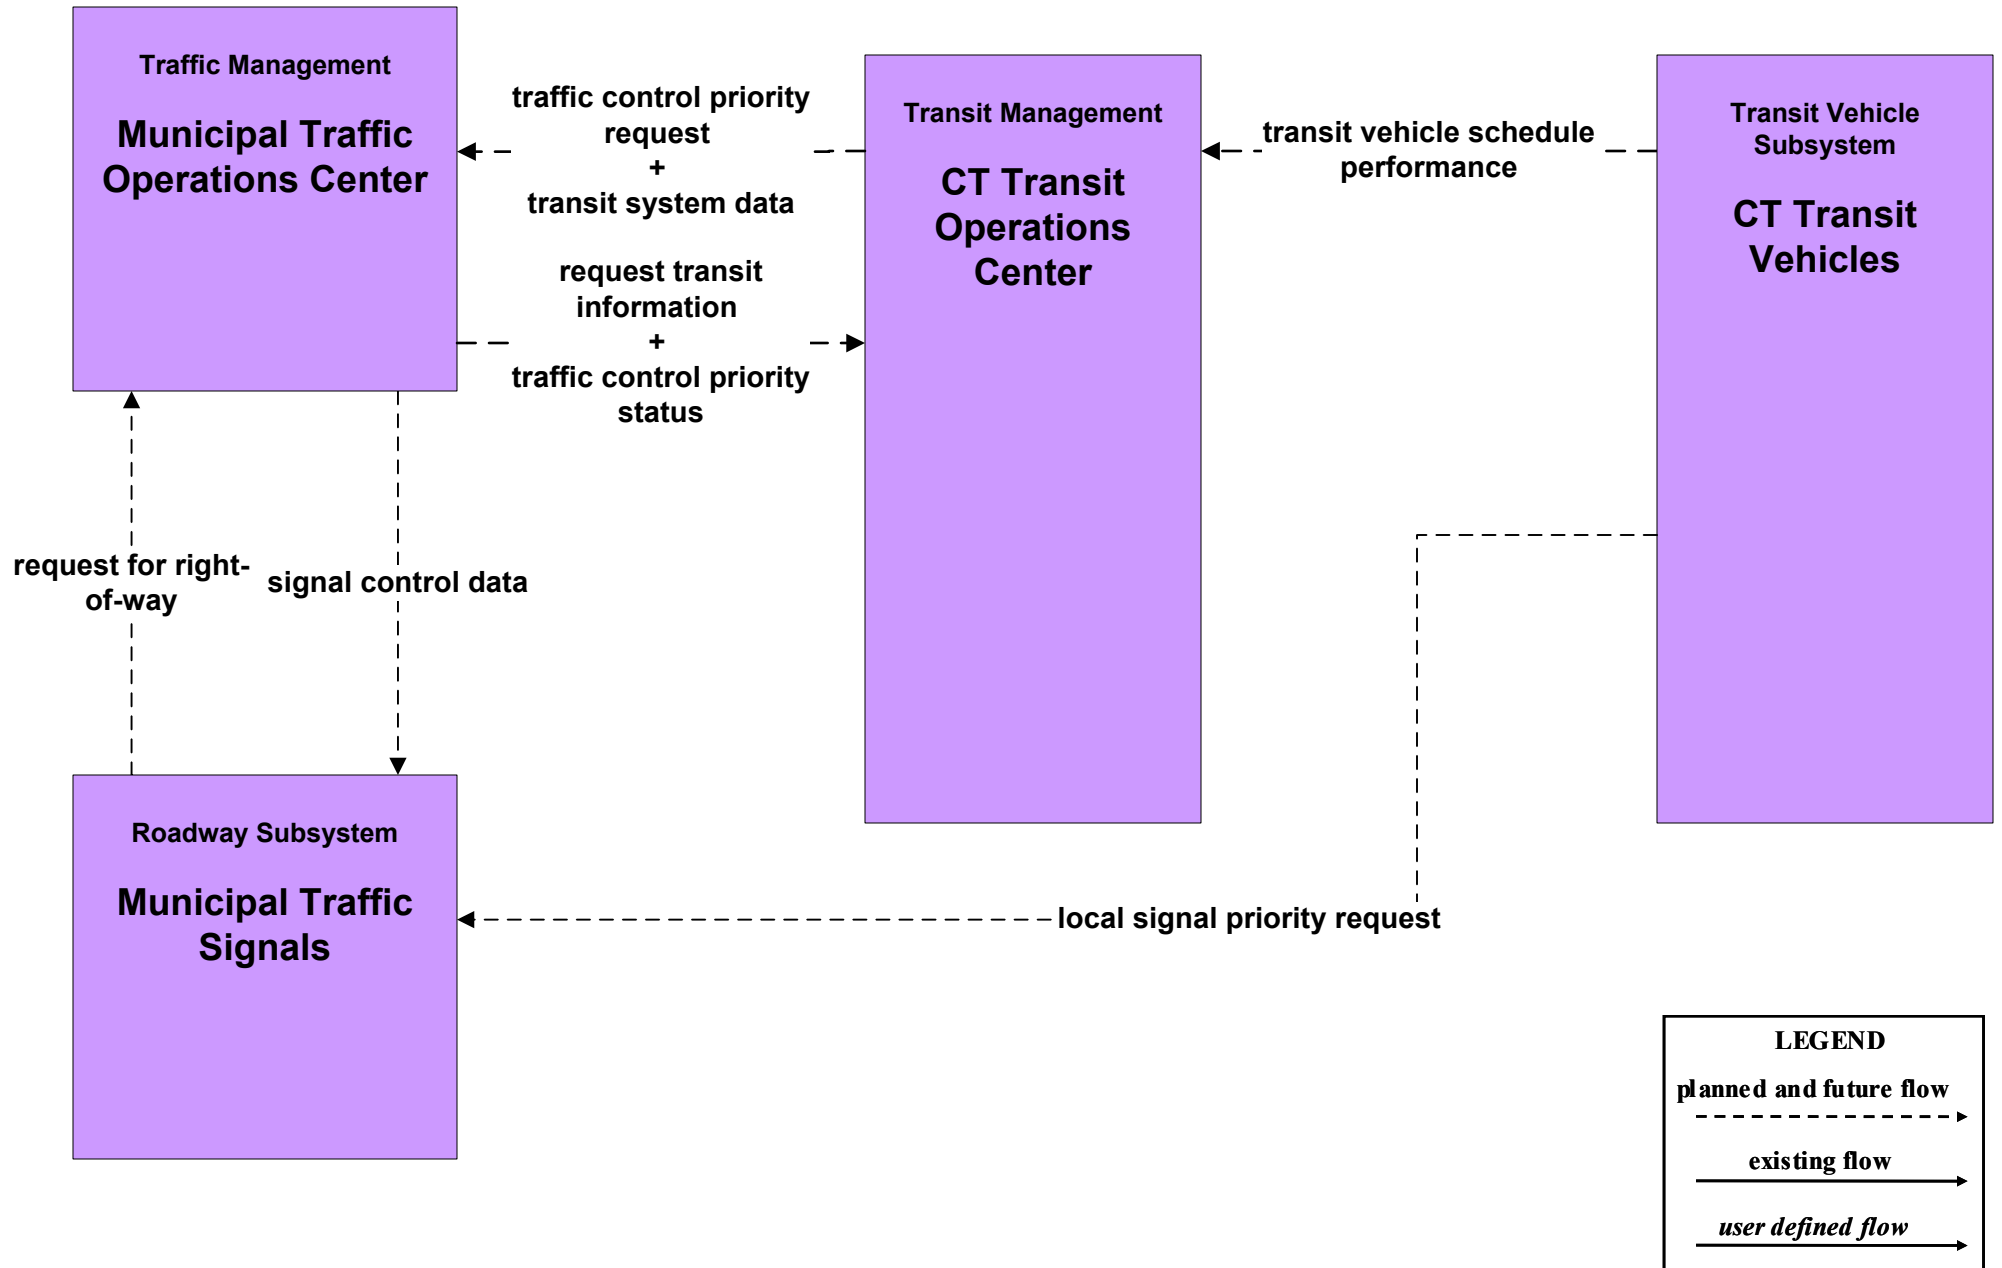 Traffic Management
Municipal Traffic
Operations Center
traffic control priority
request
+
transit system data
request transit
information
+
traffic control priority
status
Transit Management
CT Transit
Operations
Center
transit vehicle schedule
performance
Transit Vehicle
Subsystem
CT Transit
Vehicles
request for right-
of-way
signal control data
Roadway Subsystem
Municipal Traffic
Signals
local signal priority request
LEGEND
planned and future flow
existing flow
user defined flow